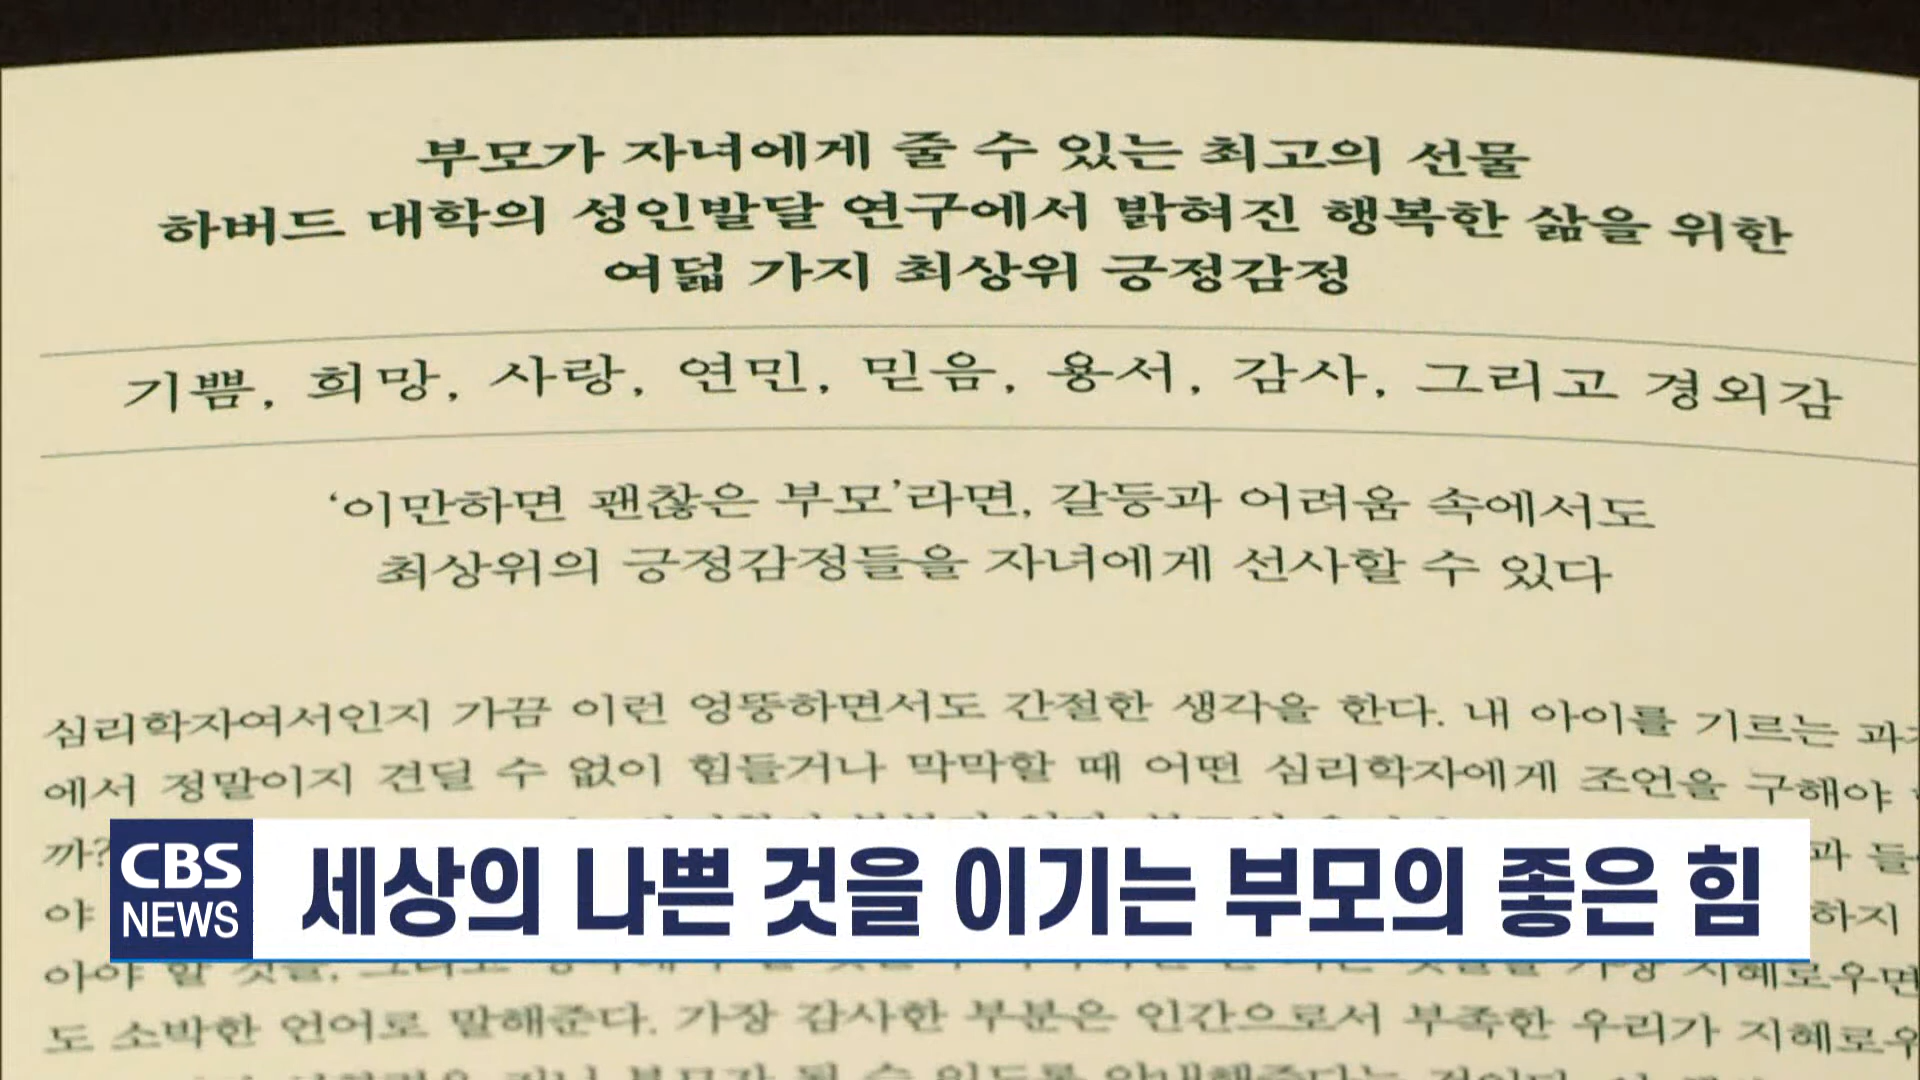 부모가 자녀에게 줄 수 있는 최고의 선물
하버드 대학의 성인발달 연구에서 밝혀진 행복한 삶을 위한
여덟 가지 최상위 긍정감정
기쁨, 희망, 사랑, 연민, 믿음, 용서, 감사, 그리고 경외감
‘이만하면 괜찮은 부모’라면, 갈등과 어려움 속에서도
최상위의 긍정감정들을 자녀에게 선사할 수 있다
심리학자여서인지 가끔 이런 엉뚱하면서도 간절한 생각을 한다. 내 아이를 기르는
에서 정말이지 견딜 수 없이 힘들거나 막막할 때 어떤 심리학자에게 조언을 구해야
까?
과
야
하지
CBS NEWS
세상의 나쁜 것을 이기는 부모의 좋은 힘
아야 할 지혜로우면
도 소박한 언어로 말해준다. 가장 감사한 부분은 인간으로서 부족한 우리가